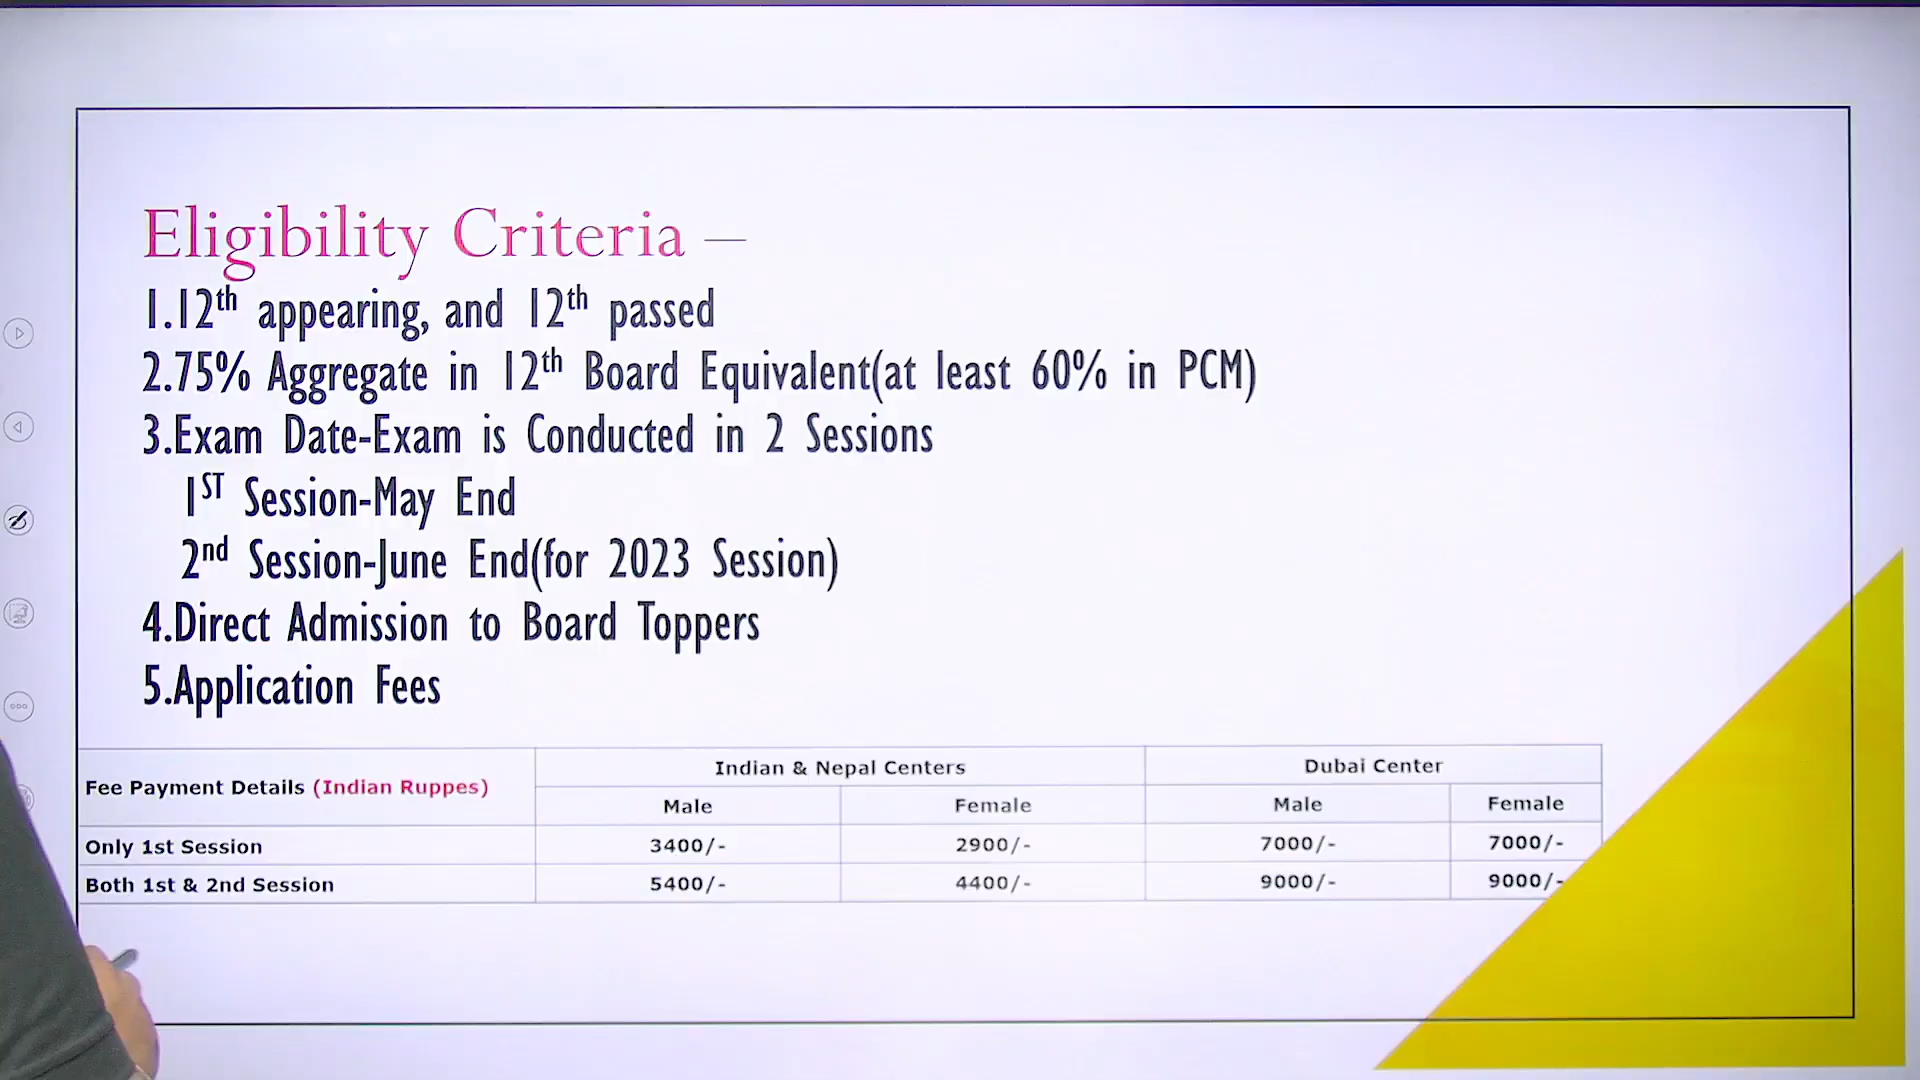 Eligibility Criteria –
1.12th appearing, and 12th passed
2.75% Aggregate in 12th Board Equivalent(at least 60% in PCM)
3.Exam Date-Exam is Conducted in 2 Sessions
1ST Session-May End
2nd Session-June End(for 2023 Session)
4.Direct Admission to Board Toppers
5.Application Fees
Fee Payment Details (Indian Ruppes) Indian & Nepal Centers Dubai Center
Male Female Male Female
Only 1st Session 3400/- 2900/- 7000/- 7000/-
Both 1st & 2nd Session 5400/- 4400/- 9000/- 9000/-